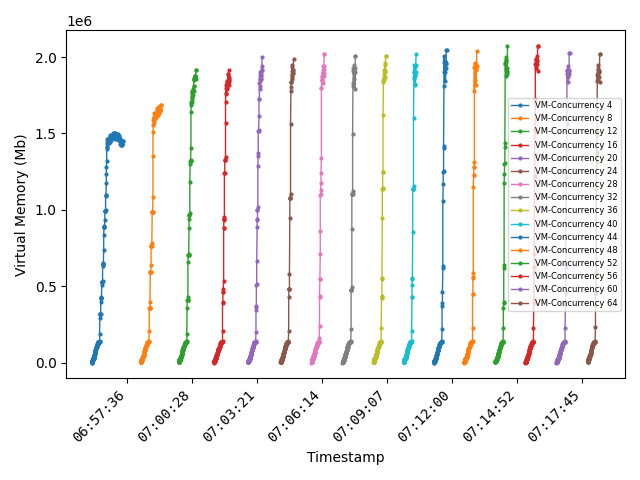 1e6
2.0
1.5
1.0
0.5
0.0
Virtual Memory (Mb)
VM-Concurrency 4
VM-Concurrency 8
VM-Concurrency 12
VM-Concurrency 16
VM-Concurrency 20
VM-Concurrency 24
VM-Concurrency 28
VM-Concurrency 32
VM-Concurrency 36
VM-Concurrency 40
VM-Concurrency 44
VM-Concurrency 48
VM-Concurrency 52
VM-Concurrency 56
VM-Concurrency 60
VM-Concurrency 64
06:57:36
07:00:28
07:03:21
07:06:14
07:09:07
07:12:00
07:14:52
07:17:45
Timestamp